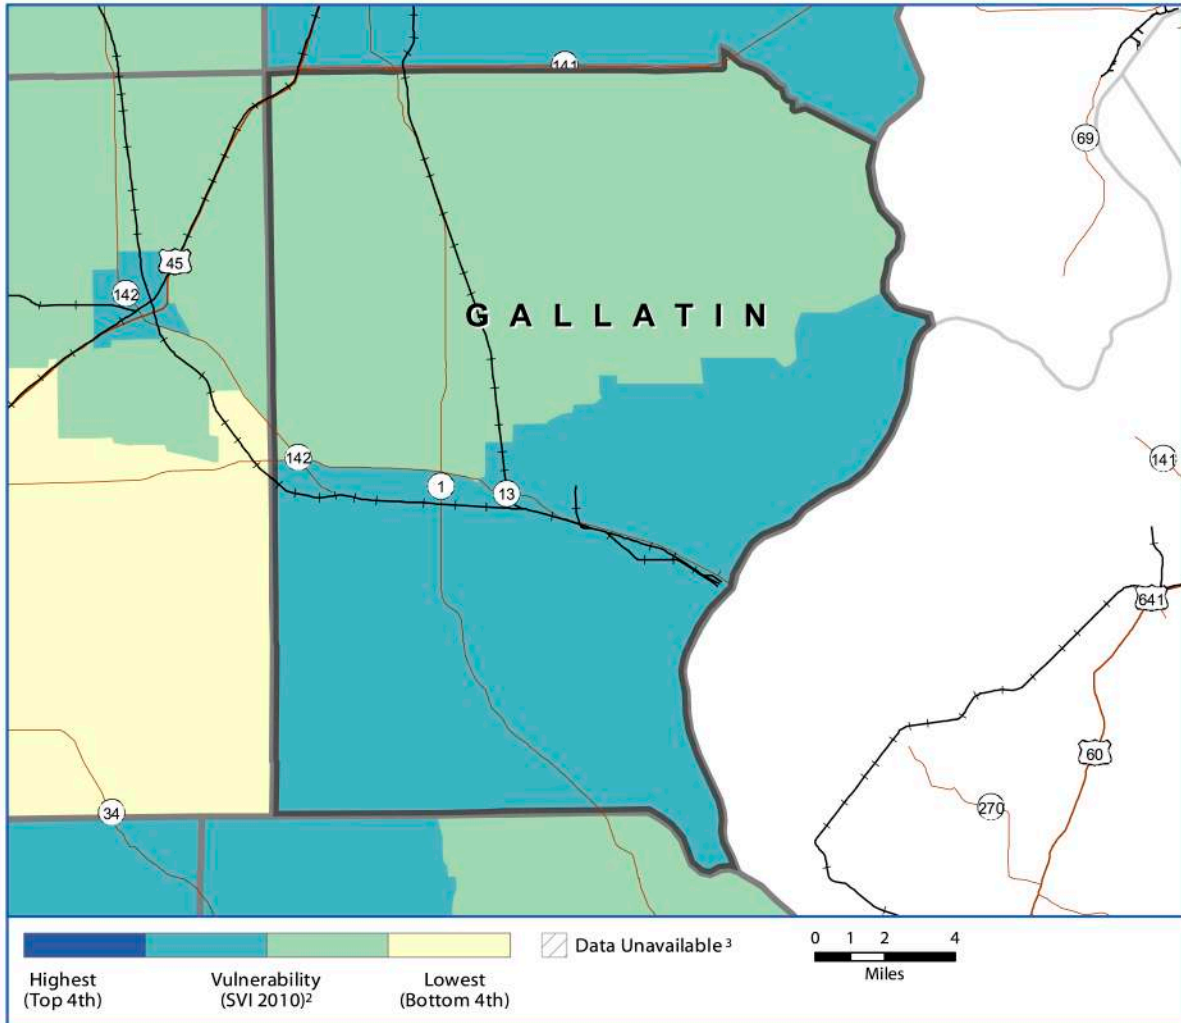 141
69
45
142
GALLATIN
142
1
13
141
641
60
34
270
Data Unavailable 3
0 1 2 4
Miles
Highest
(Top 4th)
Vulnerability
(SVI 2010)2
Lowest
(Bottom 4th)